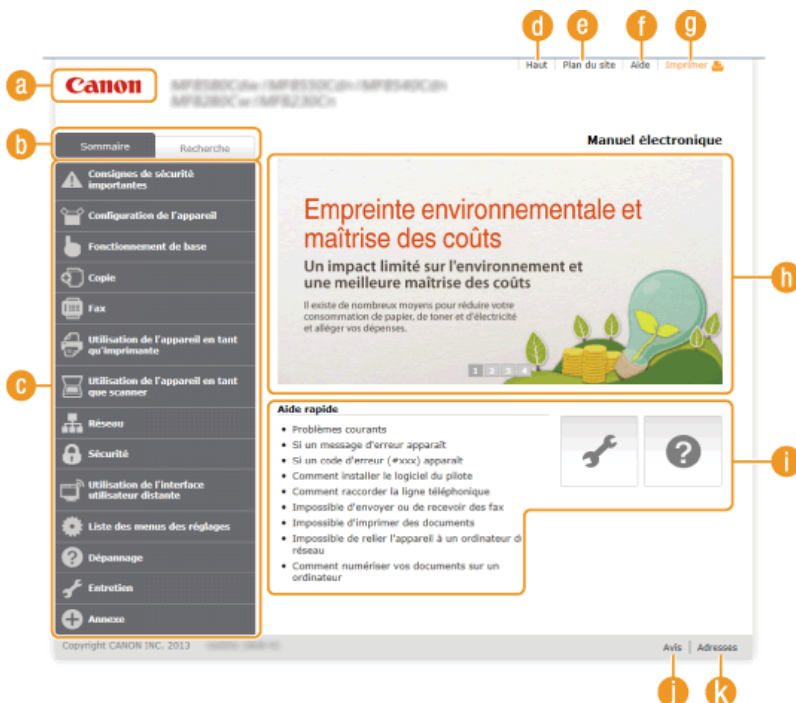 d e f g
Haut Plan du site Aide Imprimer
a Canon
MF8580Cdw / MF8550Cdn / MF8540Cdn
MF8280Cw / MF8230Cn
b Sommaire Recherche
Manuel électronique
c
Consignes de sécurité
importantes
Configuration de l'appareil
Fonctionnement de base
Copie
Fax
Utilisation de l'appareil en tant
qu'imprimante
Utilisation de l'appareil en tant
que scanner
Réseau
Sécurité
Utilisation de l'interface
utilisateur distante
Liste des menus des réglages
Dépannage
Entretien
Annexe
h
Empreinte environnementale et
maîtrise des coûts
Un impact limité sur l'environnement et
une meilleure maîtrise des coûts
Il existe de nombreux moyens pour réduire votre
consommation de papier, de toner et d'électricité
et alléger vos dépenses.
1 2 3 4
i
Aide rapide
• Problèmes courants
• Si un message d'erreur apparaît
• Si un code d'erreur (#xxx) apparaît
• Comment installer le logiciel du pilote
• Comment raccorder la ligne téléphonique
• Impossible d'envoyer ou de recevoir des fax
• Impossible d'imprimer des documents
• Impossible de relier l'appareil à un ordinateur du
réseau
• Comment numériser vos documents sur un
ordinateur
Copyright CANON INC. 2013
Avis Adresses
j k